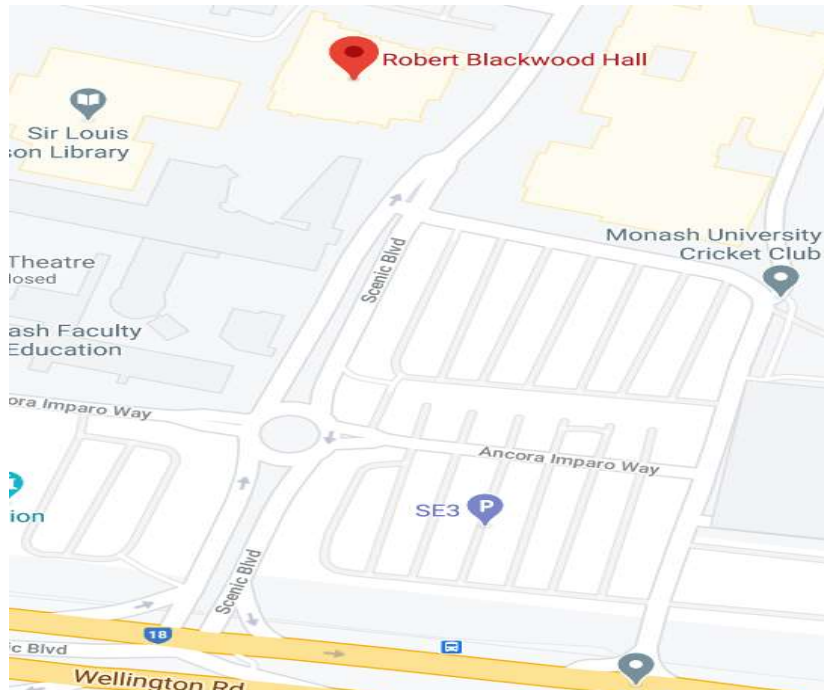 Robert Blackwood Hall
Sir Louis
son Library
Monash University
Cricket Club
Scenic Blvd
Theatre
losed
ash Faculty
Education
ora Imparo Way
Ancora Imparo Way
SE3
P
ion
Scenic Blvd
18
ic Blvd
Wellington Rd